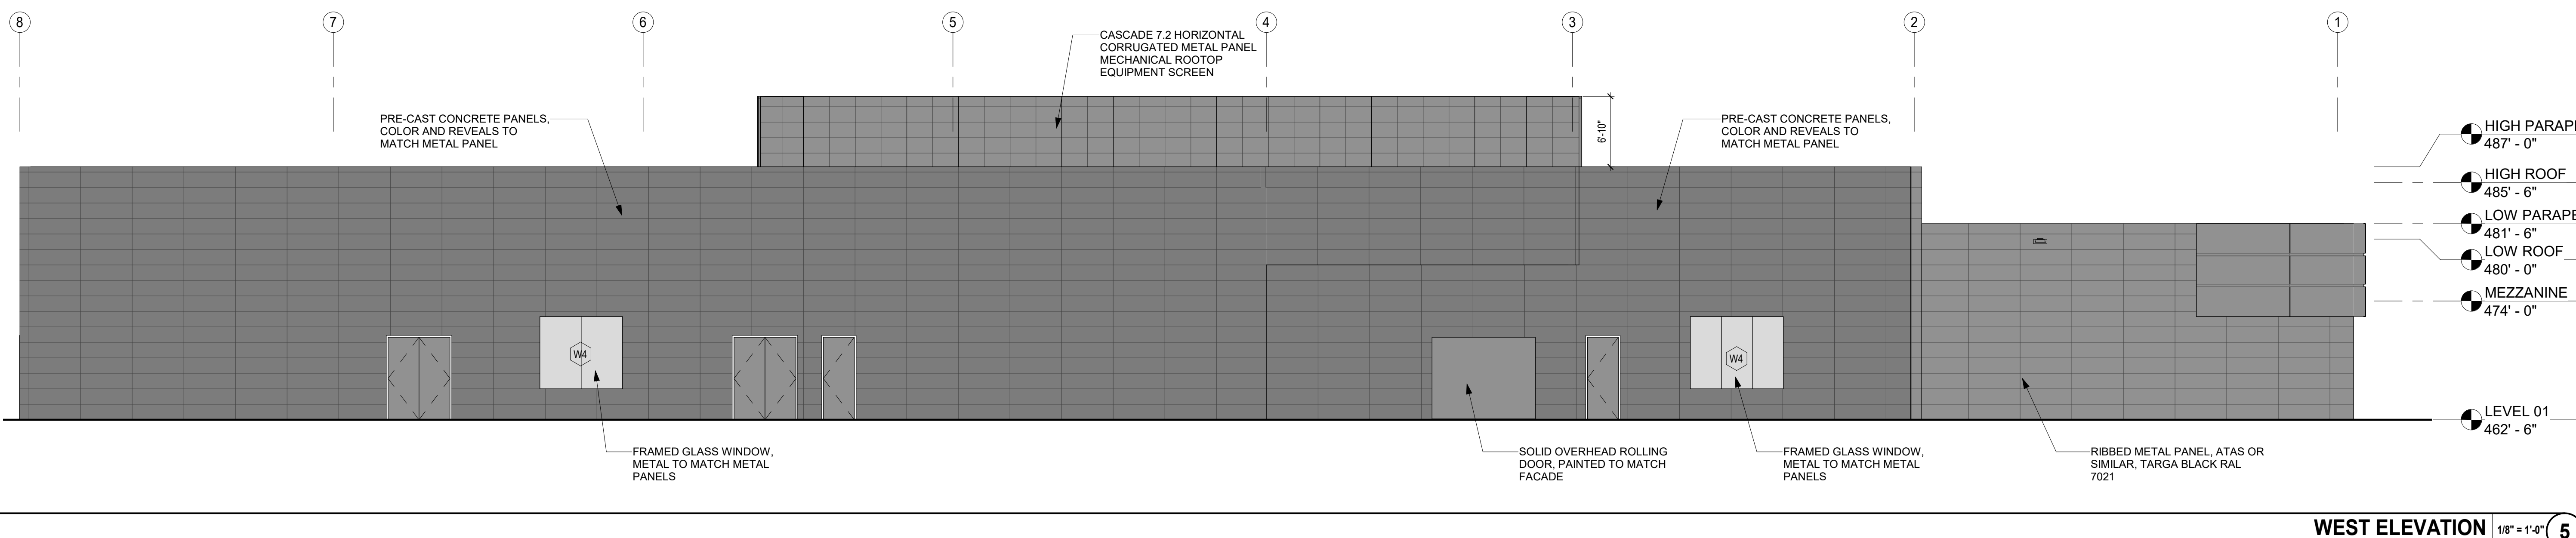 8
7
6
5
4
3
2
1
CASCADE 7.2 HORIZONTAL
CORRUGATED METAL PANEL
MECHANICAL ROOTOP
EQUIPMENT SCREEN
PRE-CAST CONCRETE PANELS,
COLOR AND REVEALS TO
MATCH METAL PANEL
6'-10"
PRE-CAST CONCRETE PANELS,
COLOR AND REVEALS TO
MATCH METAL PANEL
HIGH PARAPE
487' - 0"
HIGH ROOF
485' - 6"
LOW PARAPE
481' - 6"
LOW ROOF
480' - 0"
MEZZANINE
474' - 0"
W4
W4
LEVEL 01
462' - 6"
FRAMED GLASS WINDOW,
METAL TO MATCH METAL
PANELS
SOLID OVERHEAD ROLLING
DOOR, PAINTED TO MATCH
FACADE
FRAMED GLASS WINDOW,
METAL TO MATCH METAL
PANELS
RIBBED METAL PANEL, ATAS OR
SIMILAR, TARGA BLACK RAL
7021
WEST ELEVATION 1/8" = 1'-0" 5